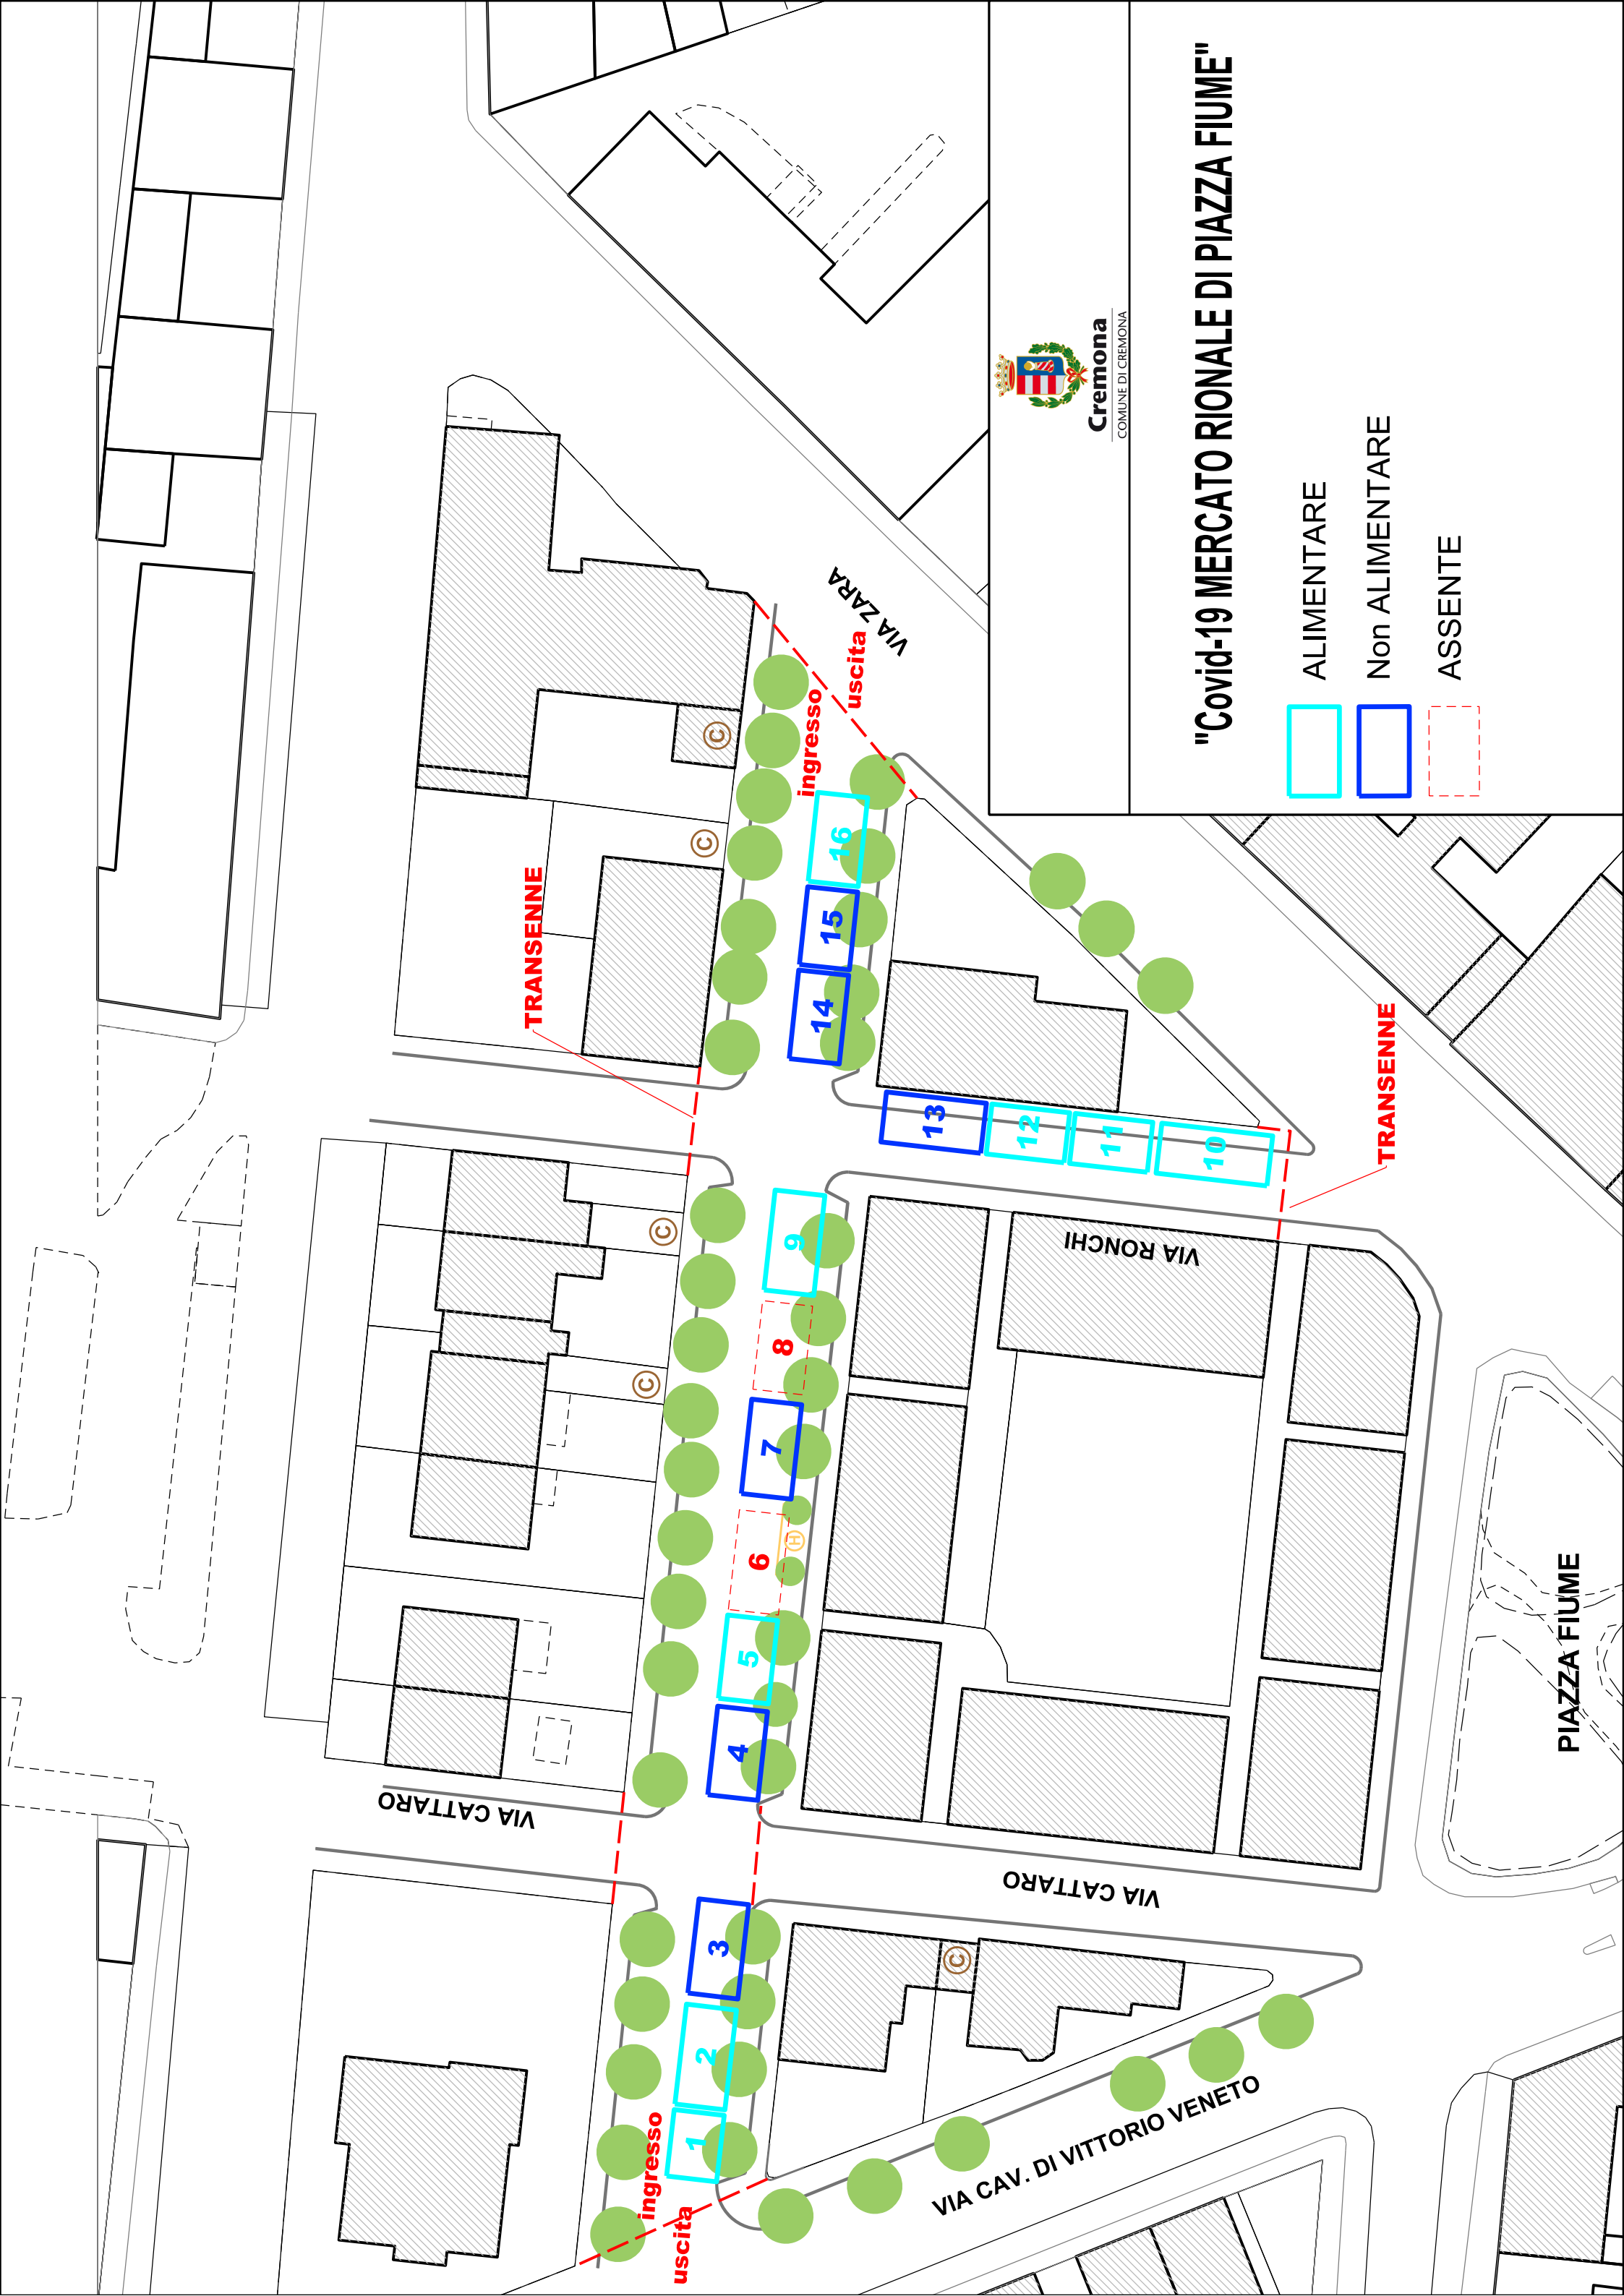 "Covid-19 MERCATO RIONALE DI PIAZZA FIUME"
Cremona
COMUNE DI CREMONA
ALIMENTARE
Non ALIMENTARE
ASSENTE
TRANSENNE
TRANSENNE
VIA ZARA
ingresso
uscita
VIA RONCHI
VIA CATTARO
VIA CATTARO
PIAZZA FIUME
VIA CAV. DI VITTORIO VENETO
ingresso
uscita
1
2
3
4
5
6
7
8
9
10
11
12
13
14
15
16
C
C
C
C
C
H